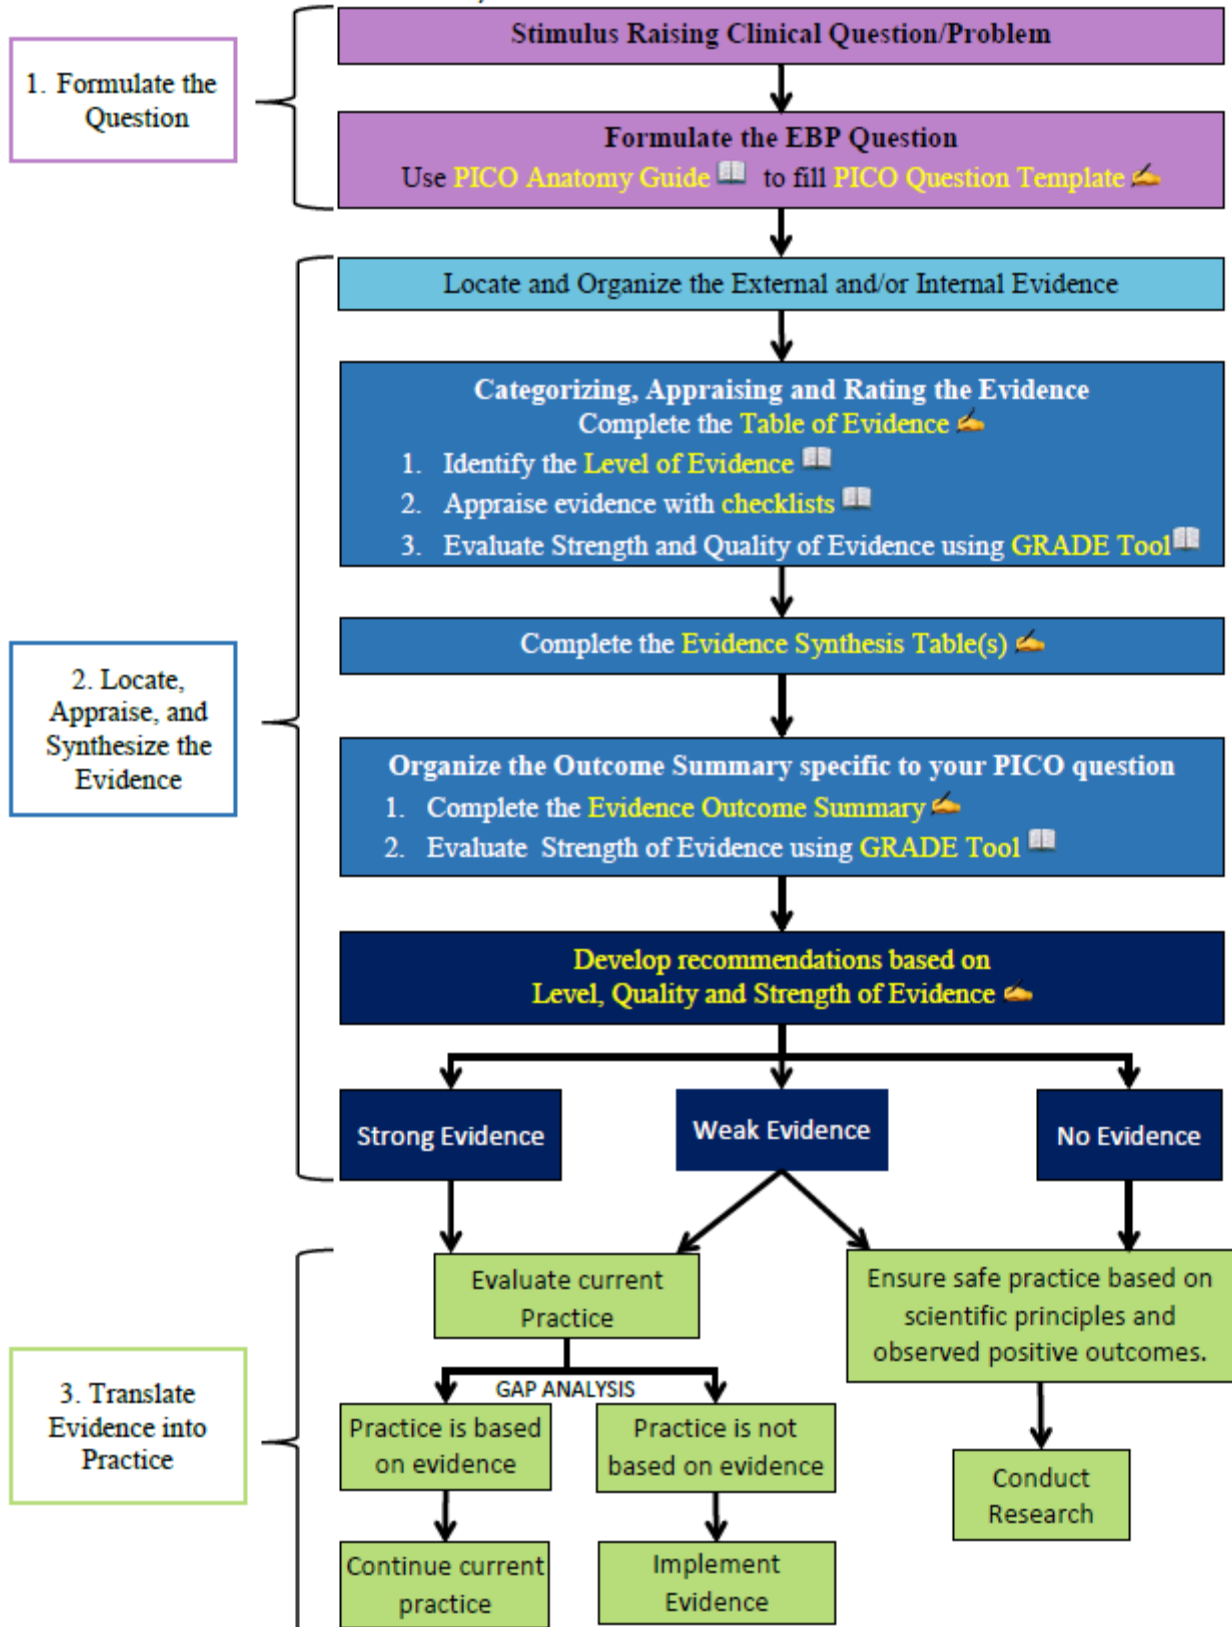 Stimulus Raising Clinical Question/Problem
1. Formulate the
Question
Formulate the EBP Question
Use PICO Anatomy Guide 📖 to fill PICO Question Template ✍
Locate and Organize the External and/or Internal Evidence
Categorizing, Appraising and Rating the Evidence
Complete the Table of Evidence ✍
1. Identify the Level of Evidence 📖
2. Appraise evidence with checklists 📖
3. Evaluate Strength and Quality of Evidence using GRADE Tool 📖
Complete the Evidence Synthesis Table(s) ✍
2. Locate,
Appraise, and
Synthesize the
Evidence
Organize the Outcome Summary specific to your PICO question
1. Complete the Evidence Outcome Summary ✍
2. Evaluate Strength of Evidence using GRADE Tool 📖
Develop recommendations based on
Level, Quality and Strength of Evidence ✍
Strong Evidence
Weak Evidence
No Evidence
Evaluate current
Practice
Ensure safe practice based on
scientific principles and
observed positive outcomes.
3. Translate
Evidence into
Practice
GAP ANALYSIS
Practice is based
on evidence
Practice is not
based on evidence
Conduct
Research
Continue current
practice
Implement
Evidence